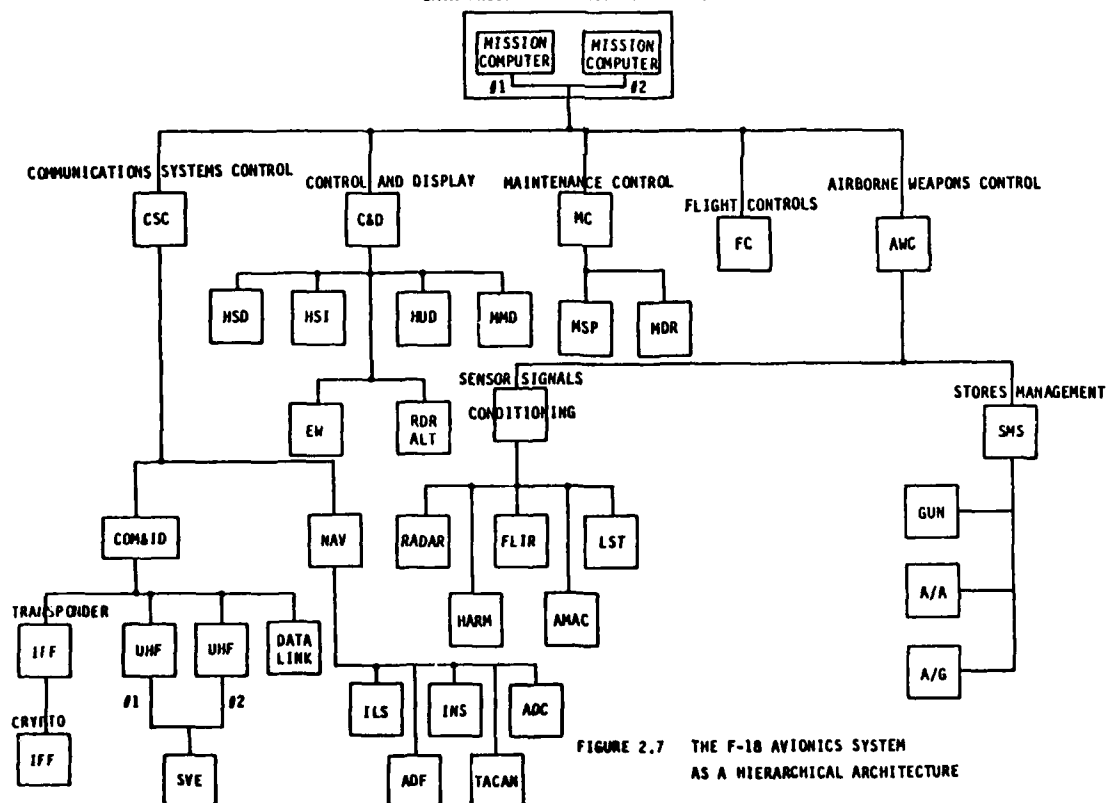 MISSION
COMPUTER
MISSION
COMPUTER
#1
#2
COMMUNICATIONS SYSTEMS CONTROL
CONTROL AND DISPLAY
MAINTENANCE CONTROL
FLIGHT CONTROLS
AIRBORNE WEAPONS CONTROL
CSC
C&D
MC
FC
AWC
HSD
HSI
HUD
MMD
MSP
MDR
EW
RDR
ALT
SENSOR SIGNALS
CONDITIONING
STORES MANAGEMENT
SMS
COM&ID
NAV
RADAR
FLIR
LST
HARM
AMAC
GUN
A/A
A/G
TRANSPONDER
IFF
UHF
UHF
DATA
LINK
#1
#2
CRYPTO
IFF
SVE
ILS
INS
ADC
ADF
TACAN
FIGURE 2.7 THE F-18 AVIONICS SYSTEM
AS A HIERARCHICAL ARCHITECTURE